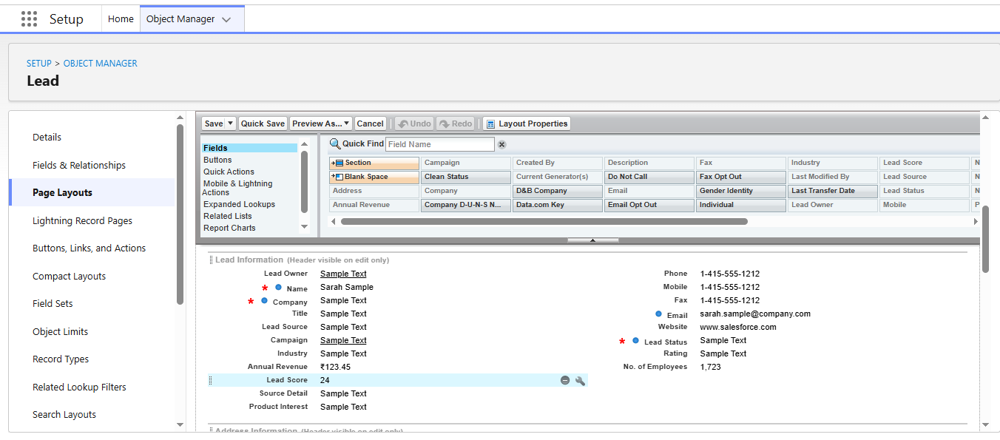 Setup Home Object Manager
SETUP > OBJECT MANAGER
Lead
Details
Fields & Relationships
Page Layouts
Lightning Record Pages
Buttons, Links, and Actions
Compact Layouts
Field Sets
Object Limits
Record Types
Related Lookup Filters
Search Layouts
Save Quick Save Preview As... Cancel Undo Redo Layout Properties
Fields
Buttons
Quick Actions
Mobile & Lightning
Actions
Expanded Lookups
Related Lists
Report Charts
Quick Find Field Name
Section Campaign Created By Description Fax Industry Lead Score N
Blank Space Clean Status Current Generator(s) Do Not Call Fax Opt Out Last Modified By Lead Source N
Address Company D&B Company Email Gender Identity Last Transfer Date Lead Status N
Annual Revenue Company D-U-N-S N... Data.com Key Email Opt Out Individual Lead Owner Mobile P
Lead Information (Header visible on edit only)
Lead Owner Sample Text Phone 1-415-555-1212
* Name Sarah Sample Mobile 1-415-555-1212
* Company Sample Text Fax 1-415-555-1212
Title Sample Text Email sarah.sample@company.com
Lead Source Sample Text Website www.salesforce.com
Campaign Sample Text * Lead Status Sample Text
Industry Sample Text Rating Sample Text
Annual Revenue ₹123.45 No. of Employees 1,723
Lead Score 24
Source Detail Sample Text
Product Interest Sample Text
Address Information (Header visible on edit only)